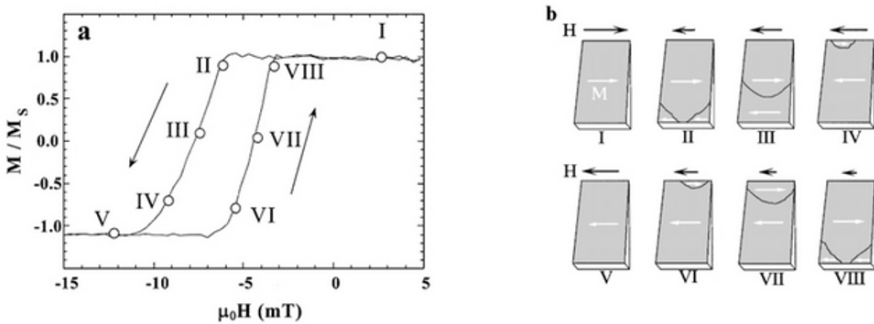 a
I
II
VIII
III
VII
IV
VI
V
1.0
0.5
0.0
-0.5
-1.0
M / M_S
-15
-10
-5
0
5
μ₀H (mT)
b
H
M
I
II
III
IV
H
V
VI
VII
VIII